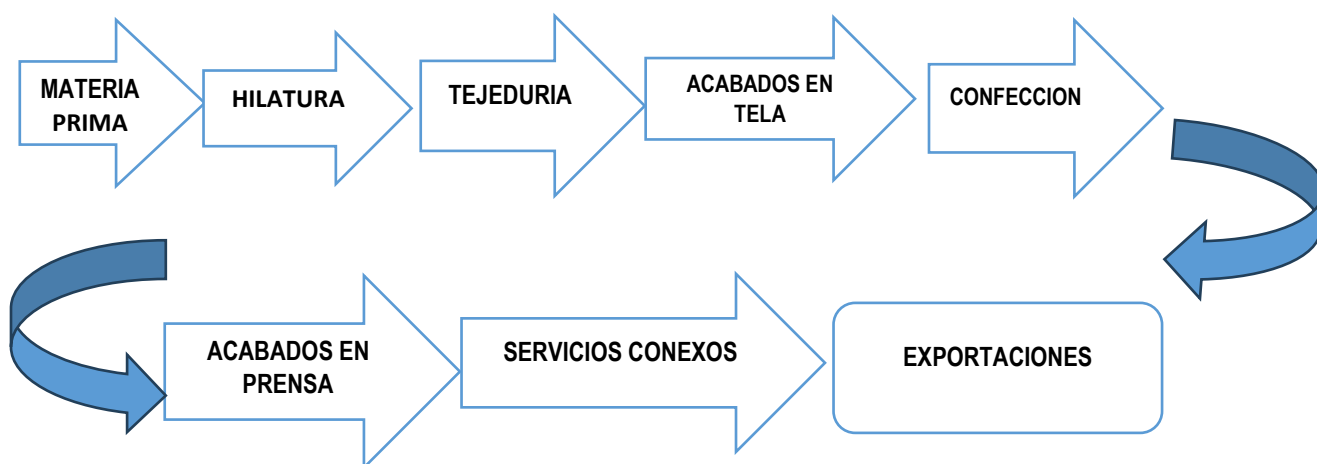 MATERIA
PRIMA
HILATURA
TEJEDURIA
ACABADOS EN
TELA
CONFECCION
ACABADOS EN
PRENSA
SERVICIOS CONEXOS
EXPORTACIONES